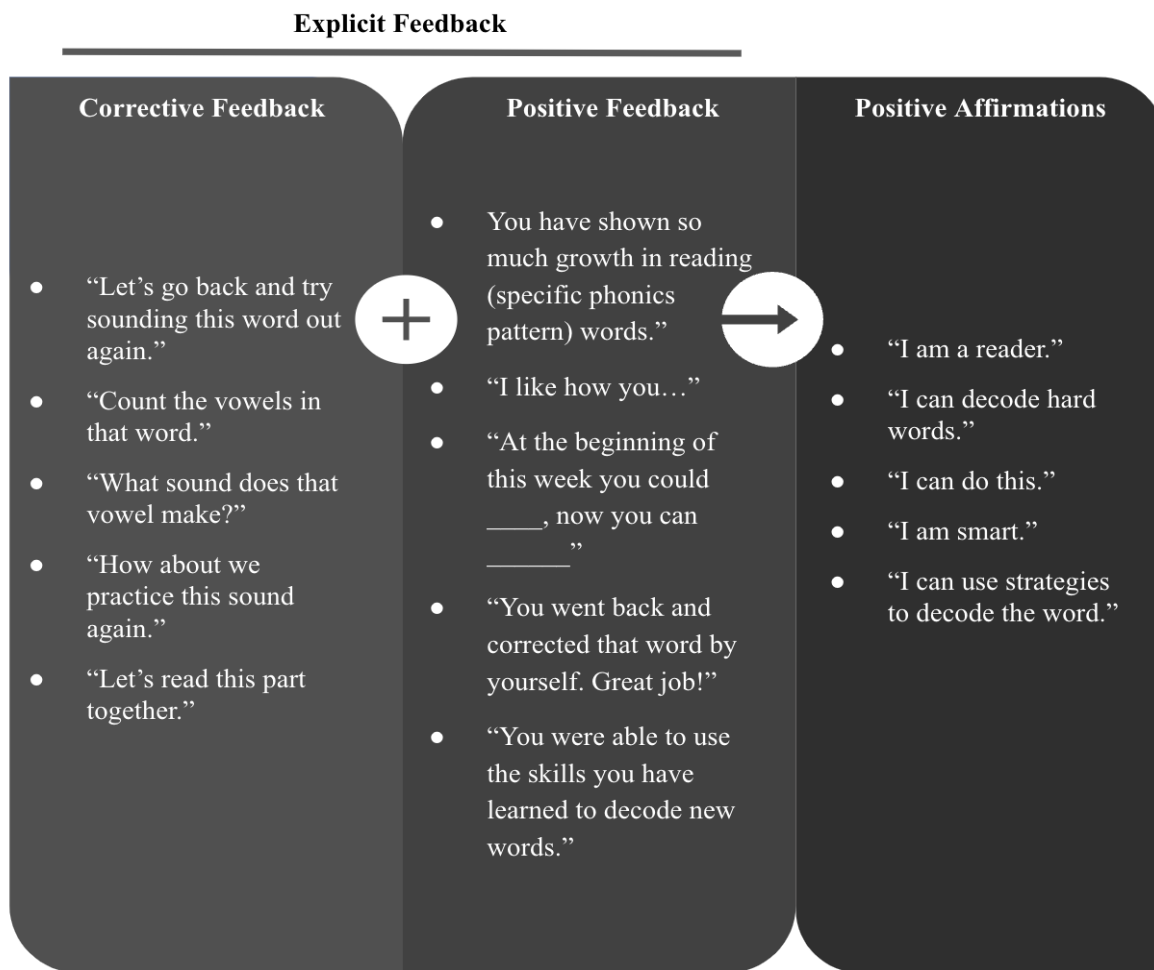 Explicit Feedback
Corrective Feedback
● “Let’s go back and try
sounding this word out
again.”
● “Count the vowels in
that word.”
● “What sound does that
vowel make?”
● “How about we
practice this sound
again.”
● “Let’s read this part
together.”
+
Positive Feedback
● You have shown so
much growth in reading
(specific phonics
pattern) words.”
● “I like how you…”
● “At the beginning of
this week you could
____, now you can
______”
● “You went back and
corrected that word by
yourself. Great job!”
● “You were able to use
the skills you have
learned to decode new
words.”
Positive Affirmations
● “I am a reader.”
● “I can decode hard
words.”
● “I can do this.”
● “I am smart.”
● “I can use strategies
to decode the word.”